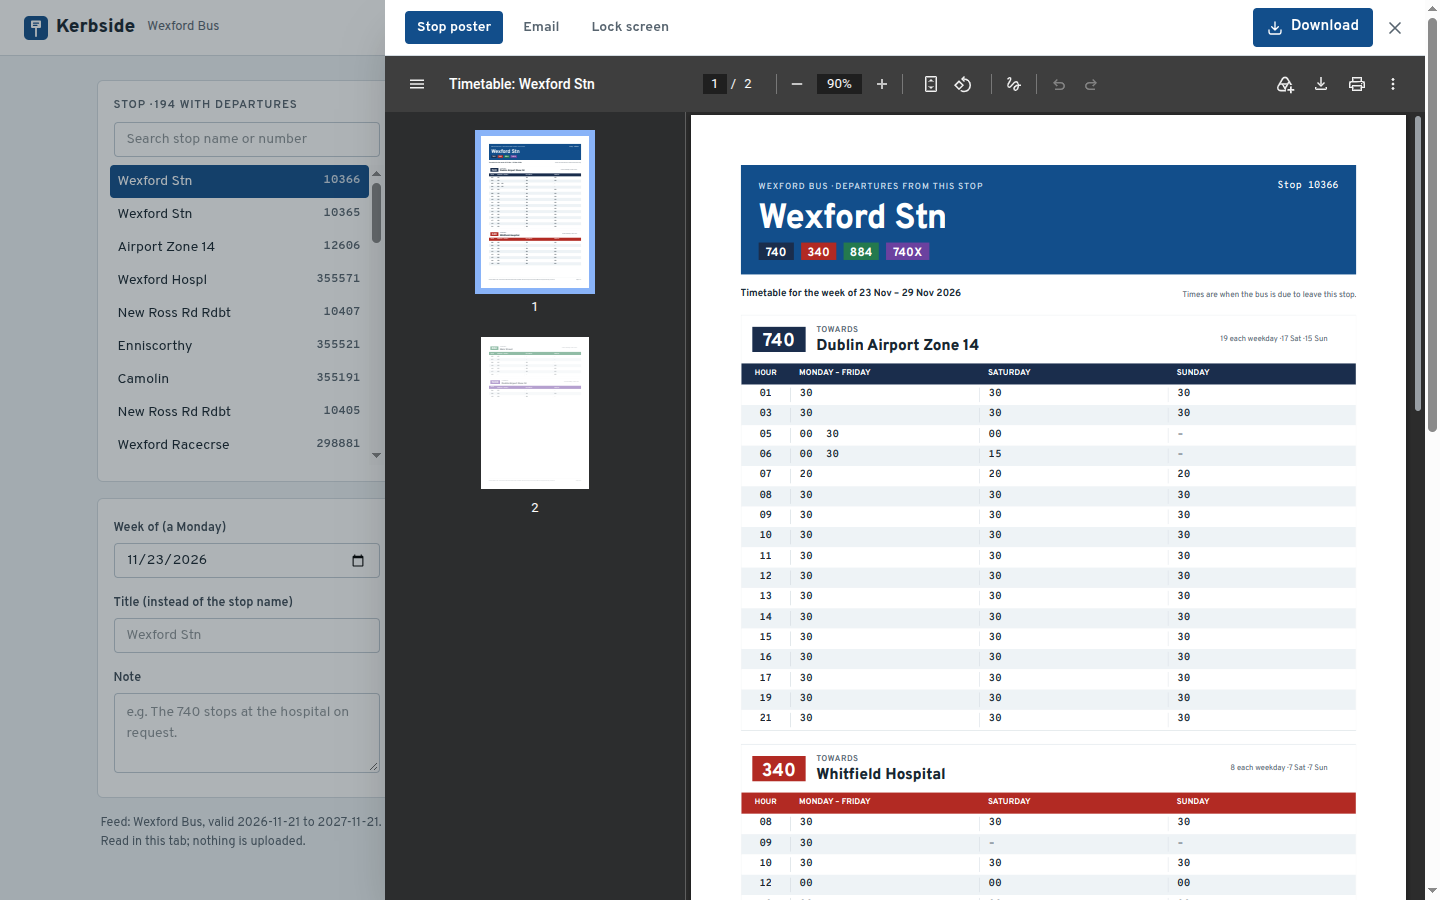 Kerbside Wexford Bus
Stop poster Email Lock screen Download
STOP · 194 WITH DEPARTURES
Search stop name or number
Wexford Stn 10366
Wexford Stn 10365
Airport Zone 14 12606
Wexford Hospl 355571
New Ross Rd Rdbt 10407
Enniscorthy 355521
Camolin 355191
New Ross Rd Rdbt 10405
Wexford Racecrse 298881
Week of (a Monday)
11/23/2026
Title (instead of the stop name)
Wexford Stn
Note
e.g. The 740 stops at the hospital on
request.
Feed: Wexford Bus, valid 2026-11-21 to 2027-11-21.
Read in this tab; nothing is uploaded.
Timetable: Wexford Stn 1 / 2 90%
1
2
WEXFORD BUS · DEPARTURES FROM THIS STOP Stop 10366
Wexford Stn
740 340 884 740X
Timetable for the week of 23 Nov – 29 Nov 2026 Times are when the bus is due to leave this stop.
TOWARDS
740 Dublin Airport Zone 14 19 each weekday · 17 Sat · 15 Sun
HOUR MONDAY – FRIDAY SATURDAY SUNDAY
01 30 30 30
03 30 30 30
05 00 30 00 –
06 00 30 15 –
07 20 20 20
08 30 30 30
09 30 30 30
10 30 30 30
11 30 30 30
12 30 30 30
13 30 30 30
14 30 30 30
15 30 30 30
16 30 30 30
17 30 30 30
19 30 30 30
21 30 30 30
TOWARDS
340 Whitfield Hospital 8 each weekday · 7 Sat · 7 Sun
HOUR MONDAY – FRIDAY SATURDAY SUNDAY
08 30 30 30
09 30 – –
10 30 30 30
12 00 00 00